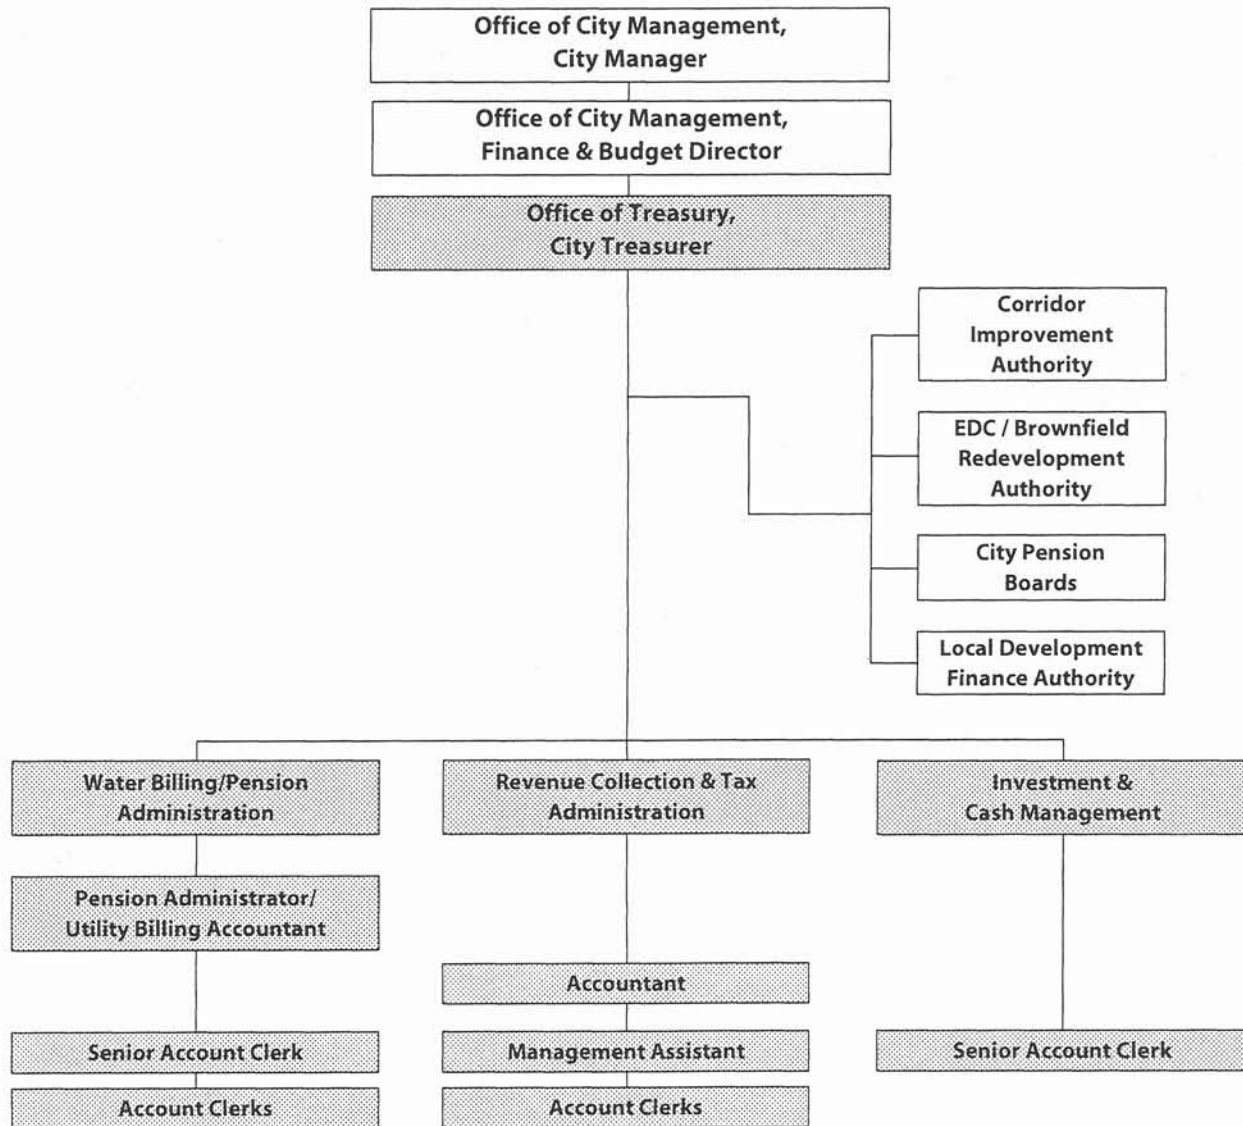 Office of City Management,
City Manager
Office of City Management,
Finance & Budget Director
Office of Treasury,
City Treasurer
Corridor
Improvement
Authority
EDC / Brownfield
Redevelopment
Authority
City Pension
Boards
Local Development
Finance Authority
Water Billing/Pension
Administration
Revenue Collection & Tax
Administration
Investment &
Cash Management
Pension Administrator/
Utility Billing Accountant
Accountant
Senior Account Clerk
Management Assistant
Senior Account Clerk
Account Clerks
Account Clerks